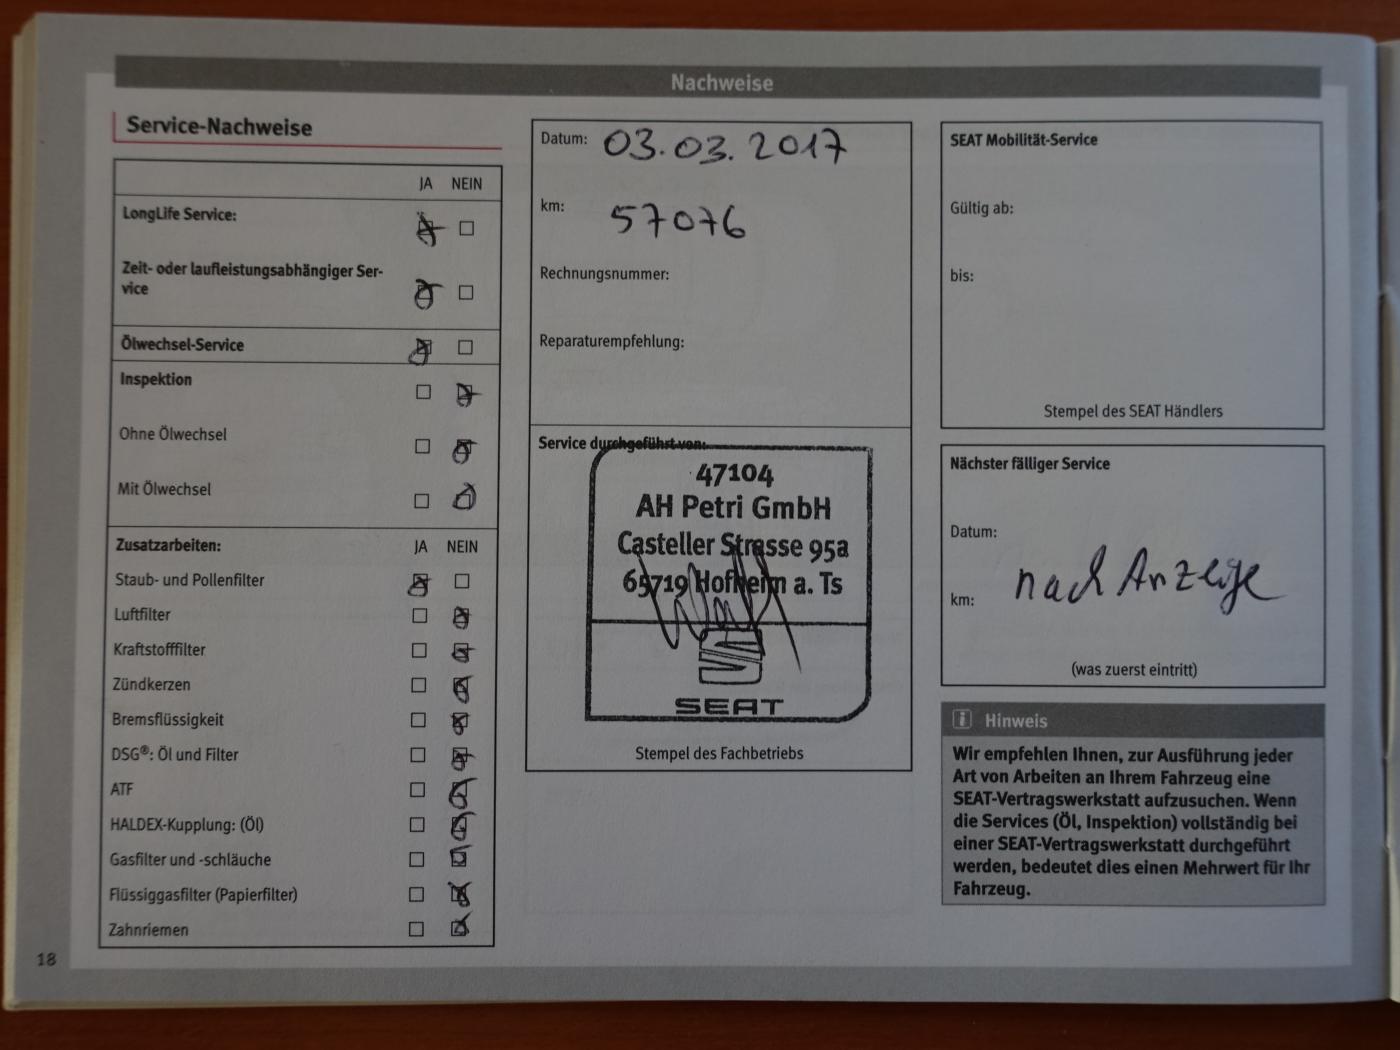 Nachweise
Service-Nachweise
JA NEIN
LongLife Service:
Zeit- oder laufleistungsabhängiger Ser-
vice
Ölwechsel-Service
Inspektion
Ohne Ölwechsel
Mit Ölwechsel
Zusatzarbeiten: JA NEIN
Staub- und Pollenfilter
Luftfilter
Kraftstofffilter
Zündkerzen
Bremsflüssigkeit
DSG®: Öl und Filter
ATF
HALDEX-Kupplung: (Öl)
Gasfilter und -schläuche
Flüssiggasfilter (Papierfilter)
Zahnriemen
18
Datum: 03.03.2017
km: 57076
Rechnungsnummer:
Reparaturempfehlung:
Service durchgeführt von:
47104
AH Petri GmbH
Casteller Strasse 95a
65719 Hofheim a. Ts
SEAT
Stempel des Fachbetriebs
SEAT Mobilität-Service
Gültig ab:
bis:
Stempel des SEAT Händlers
Nächster fälliger Service
Datum:
km: nach Anzeige
(was zuerst eintritt)
i Hinweis
Wir empfehlen Ihnen, zur Ausführung jeder
Art von Arbeiten an Ihrem Fahrzeug eine
SEAT-Vertragswerkstatt aufzusuchen. Wenn
die Services (Öl, Inspektion) vollständig bei
einer SEAT-Vertragswerkstatt durchgeführt
werden, bedeutet dies einen Mehrwert für Ihr
Fahrzeug.